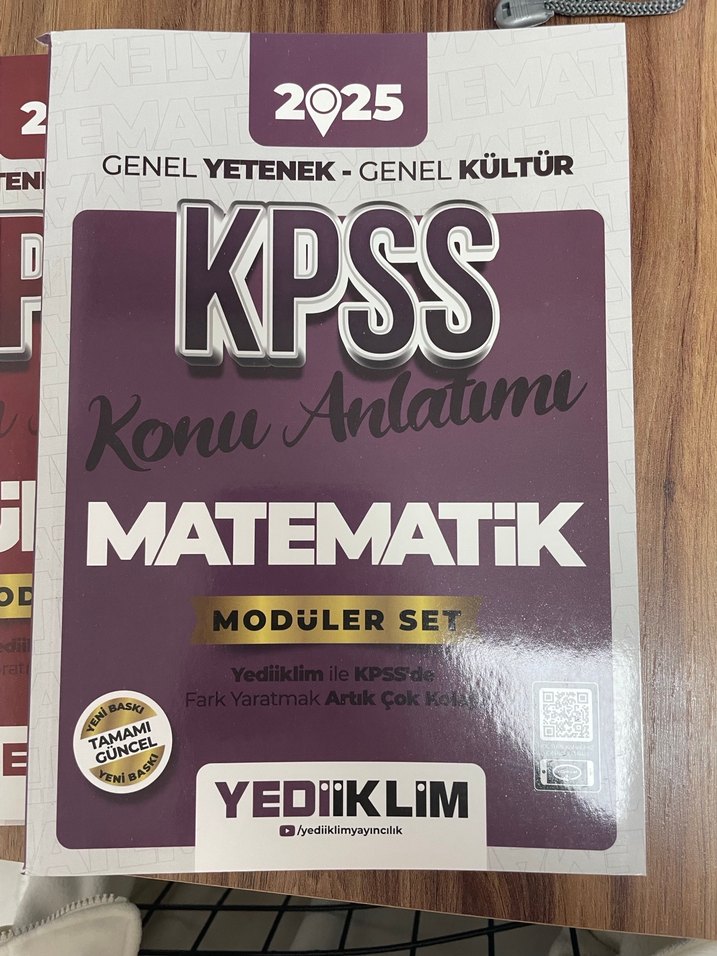 2025
GENEL YETENEK - GENEL KÜLTÜR
KPSS
Konu Anlatımı
MATEMATİK
MODÜLER SET
Yediiklim ile KPSS'de
Fark Yaratmak Artık Çok Kolay
YENİ BASKI
TAMAMI
GÜNCEL
YENİ BASKI
YEDİİKLİM
/yediiklimyayıncılık